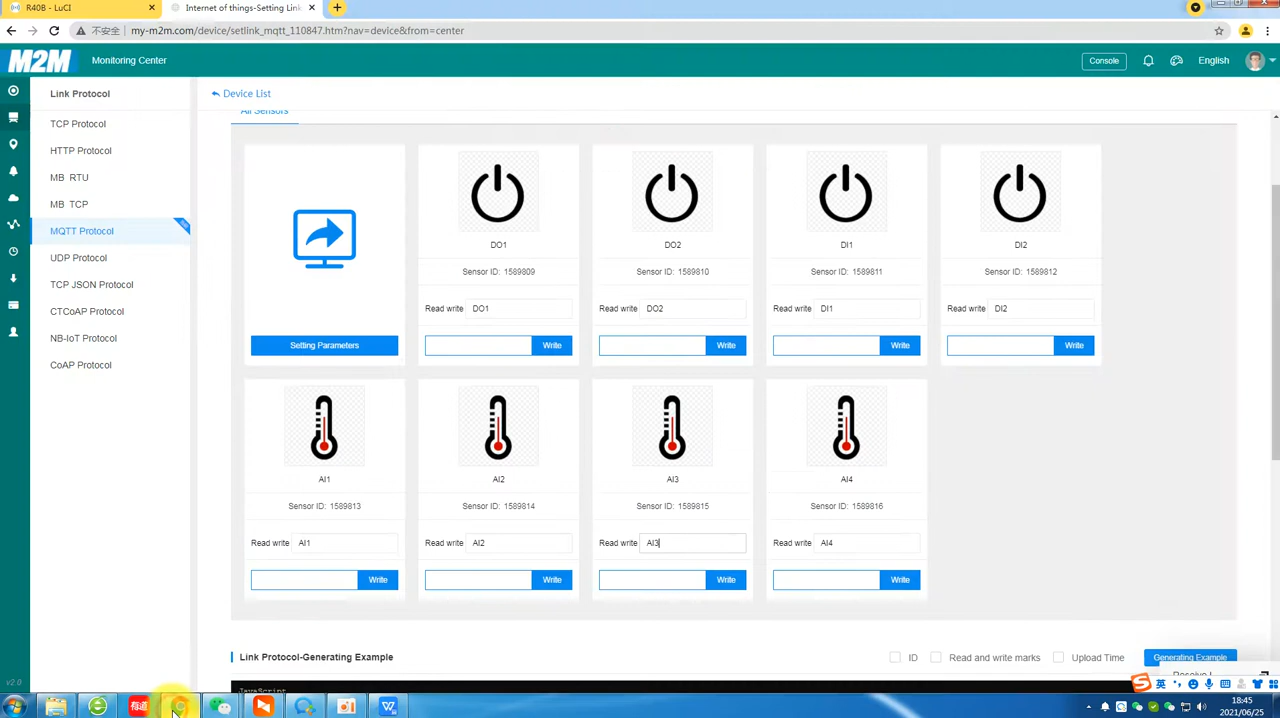 R40B - LuCI
Internet of things-Setting Link
不安全
my-m2m.com/device/setlink_mqtt_110847.htm?nav=device&from=center
M2M
Monitoring Center
Console
English
Link Protocol
Device List
TCP Protocol
HTTP Protocol
MB RTU
MB TCP
MQTT Protocol
UDP Protocol
TCP JSON Protocol
CTCoAP Protocol
NB-IoT Protocol
CoAP Protocol
v2.0
All Sensors
DO1 DO2 DI1 DI2
Sensor ID: 1589809 Sensor ID: 1589810 Sensor ID: 1589811 Sensor ID: 1589812
Read write DO1 Read write DO2 Read write DI1 Read write DI2
Setting Parameters Write Write Write Write
AI1 AI2 AI3 AI4
Sensor ID: 1589813 Sensor ID: 1589814 Sensor ID: 1589815 Sensor ID: 1589816
Read write AI1 Read write AI2 Read write AI3 Read write AI4
Write Write Write Write
Link Protocol-Generating Example
ID Read and write marks Upload Time Generating Example
JavaScript
英
有道
18:45
2021/06/25